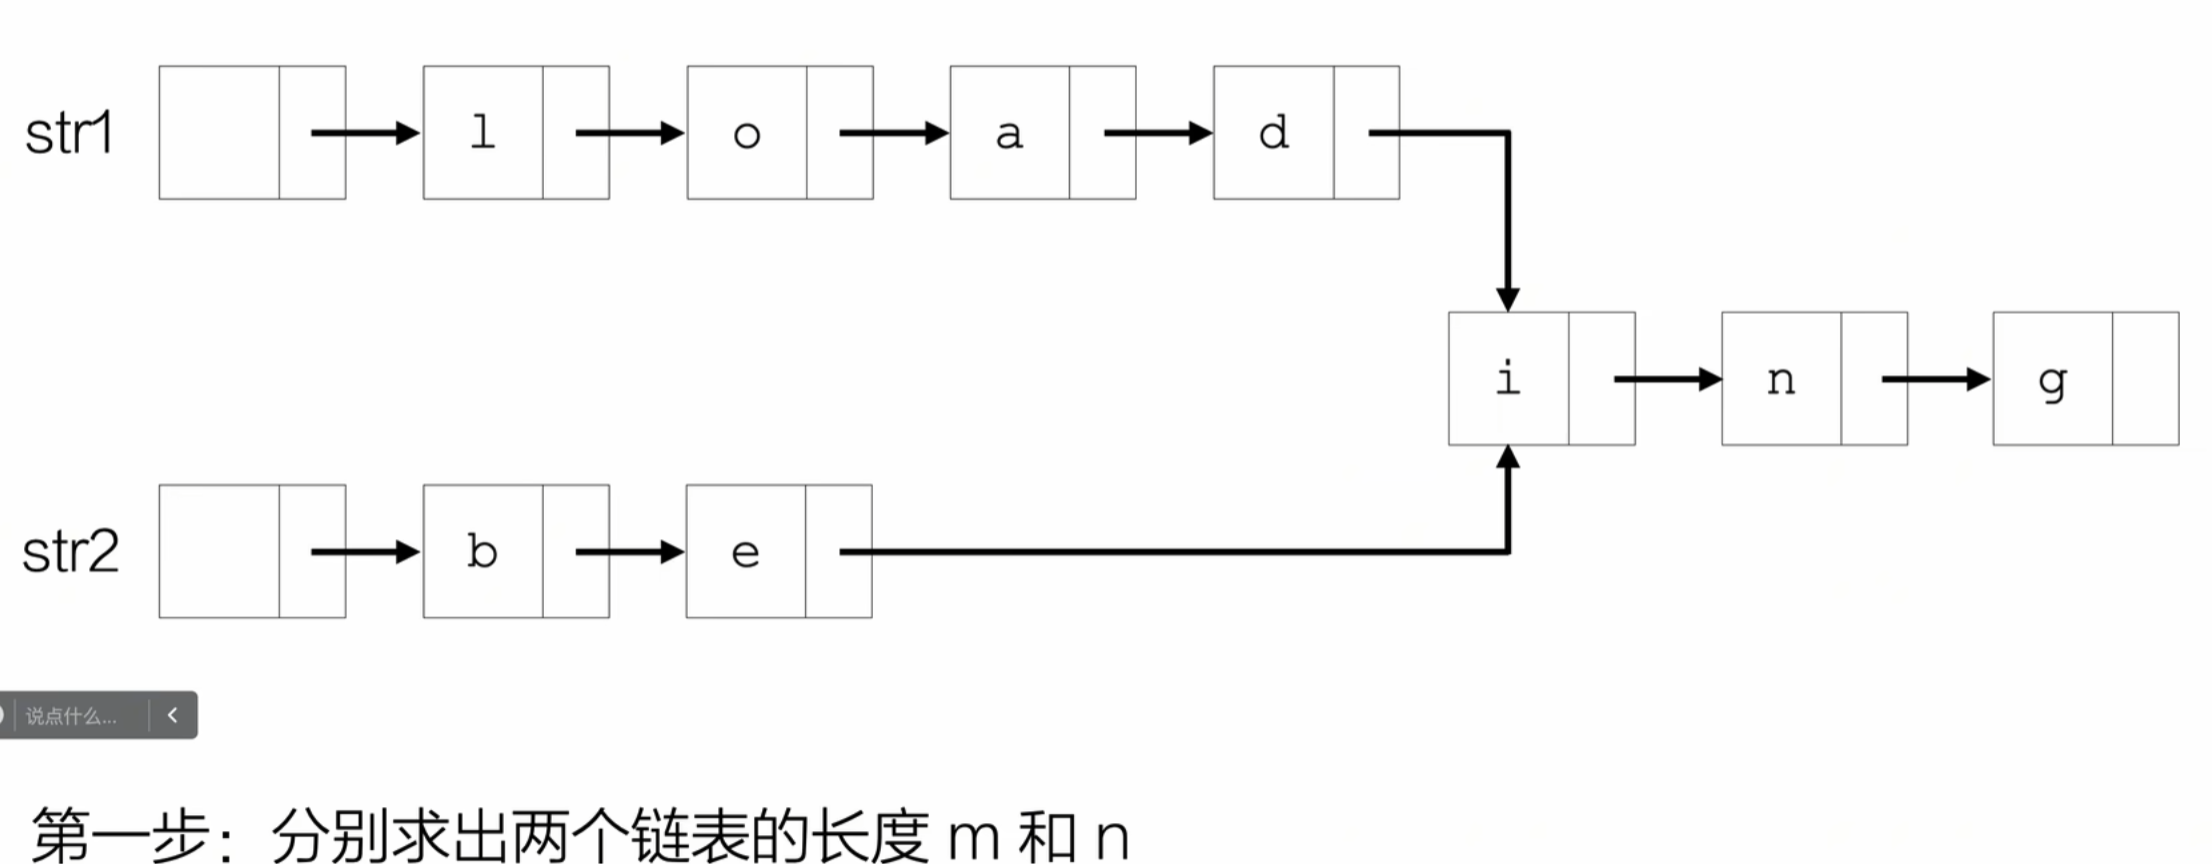 str1
l o a d
i n g
str2
b e
说点什么...
第一步：分别求出两个链表的长度 m 和 n